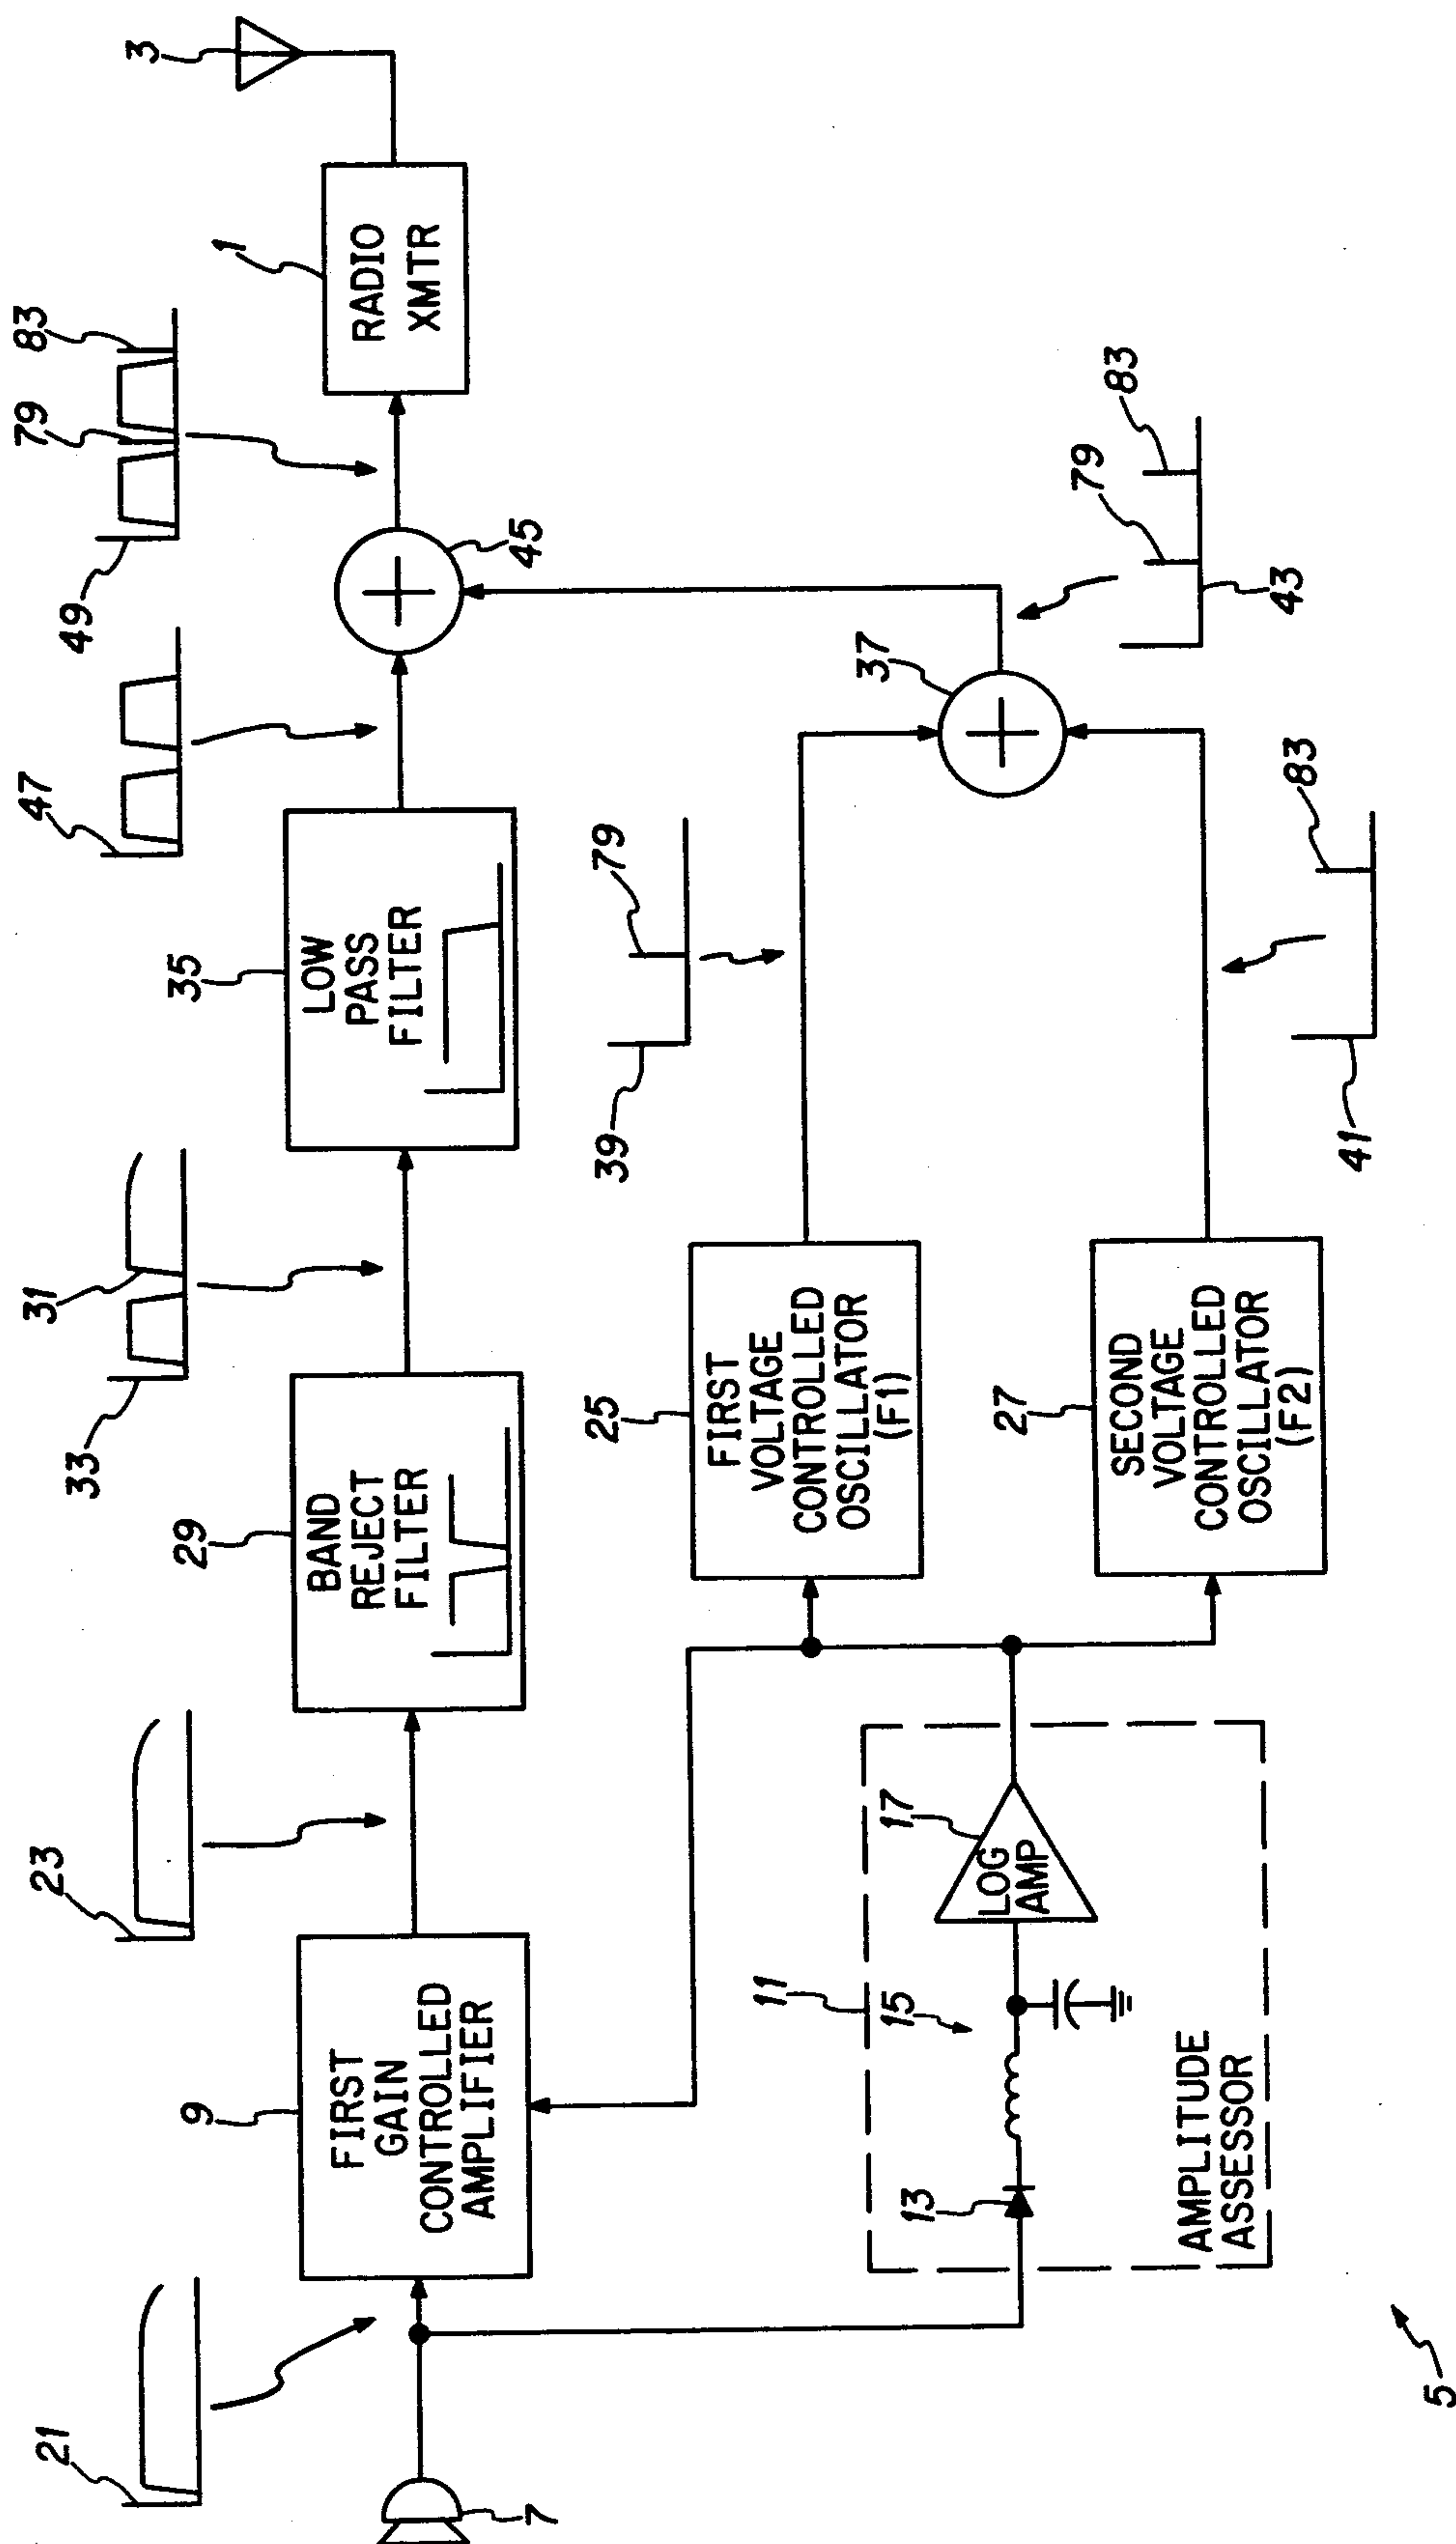 21
23
33
31
47
49
79
83
3
7
9
FIRST
GAIN
CONTROLLED
AMPLIFIER
29
BAND
REJECT
FILTER
35
LOW
PASS
FILTER
45
1
RADIO
XMTR
39
79
25
FIRST
VOLTAGE
CONTROLLED
OSCILLATOR
(F1)
37
79
83
43
11
13
15
17
LOG
AMP
AMPLITUDE
ASSESSOR
27
SECOND
VOLTAGE
CONTROLLED
OSCILLATOR
(F2)
41
83
5